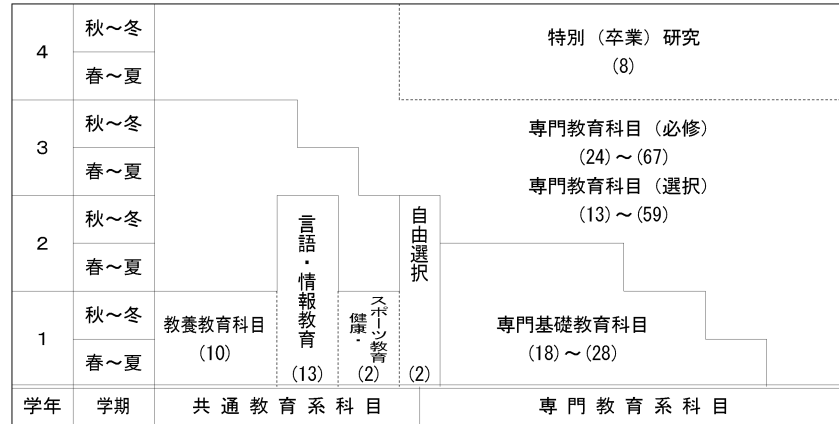 4
秋～冬
春～夏
特別（卒業）研究
(8)
3
秋～冬
春～夏
専門教育科目（必修）
(24)～(67)
専門教育科目（選択）
(13)～(59)
2
秋～冬
春～夏
言語・情報教育
(13)
自由選択
(2)
1
秋～冬
春～夏
教養教育科目
(10)
健康・
スポーツ教育
(2)
専門基礎教育科目
(18)～(28)
学年
学期
共通教育系科目
専門教育系科目